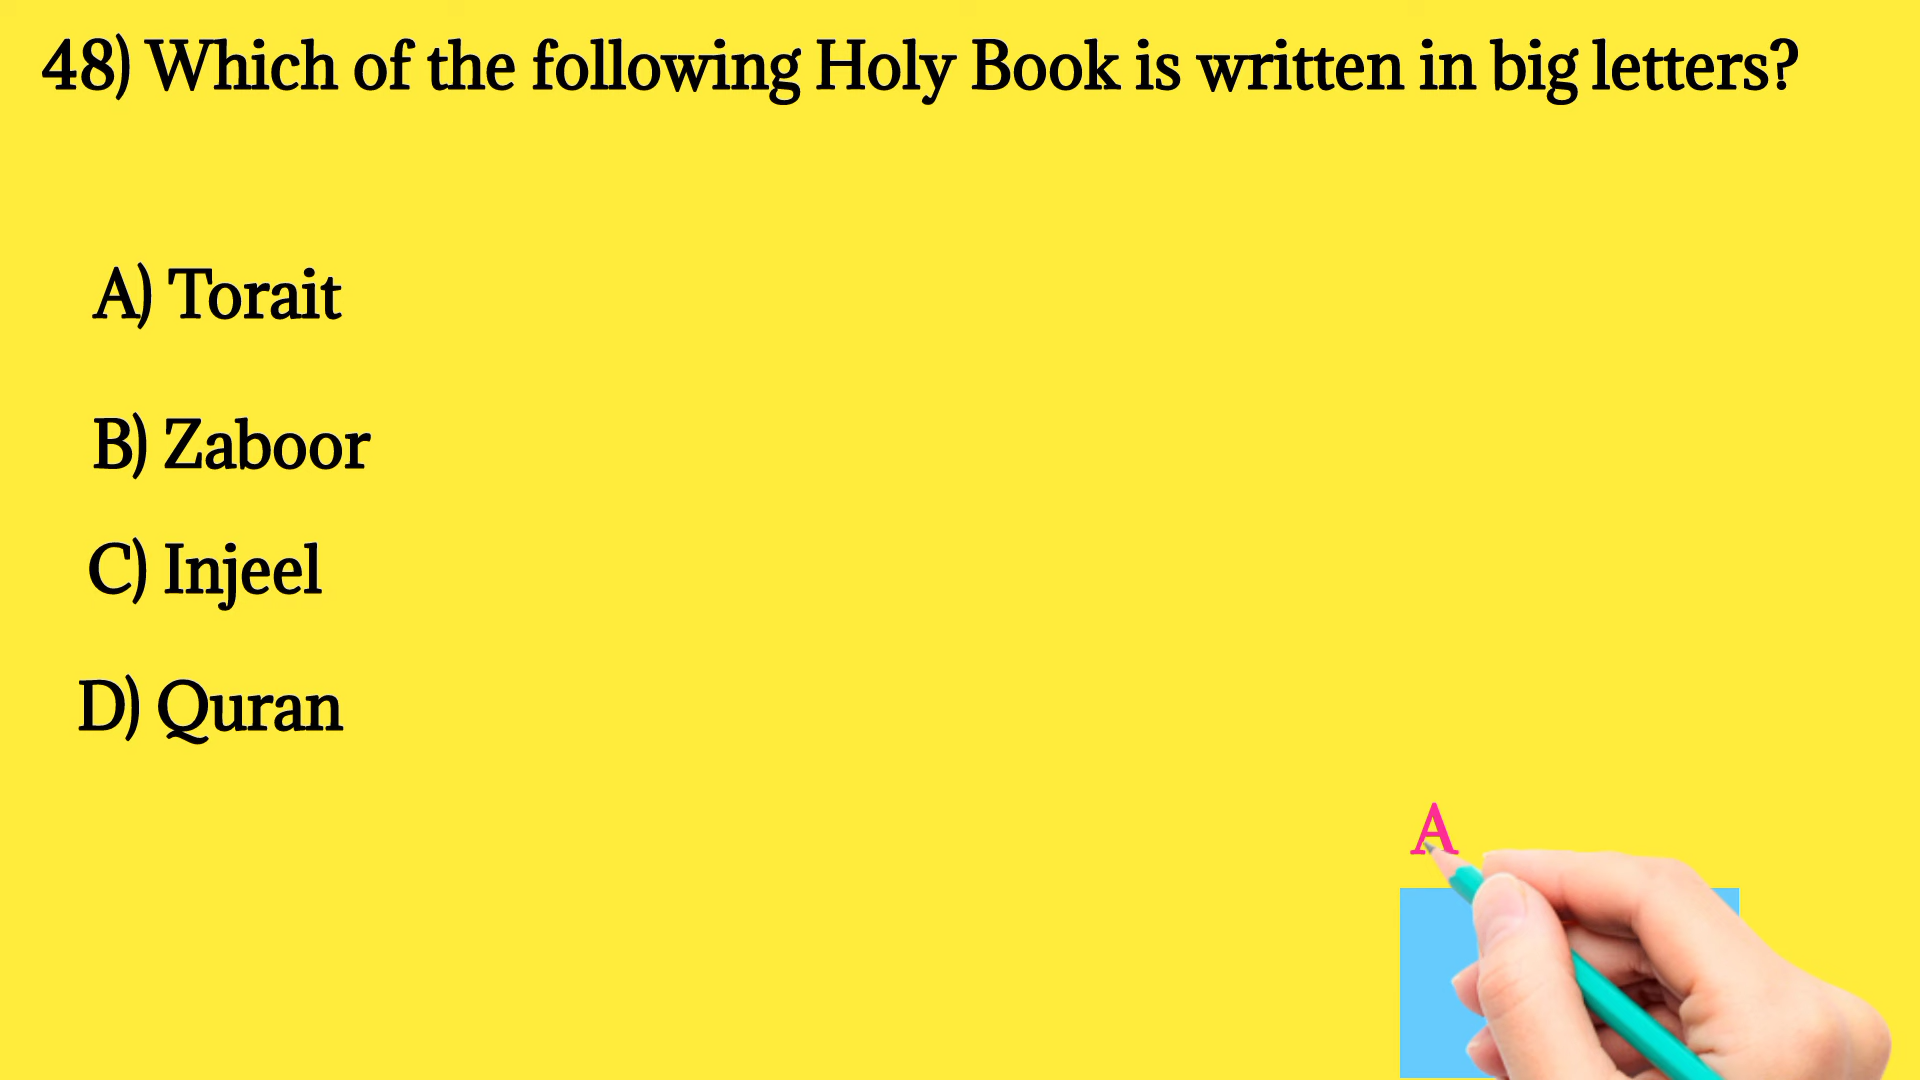 48) Which of the following Holy Book is written in big letters?
A) Torait
B) Zaboor
C) Injeel
D) Quran
A